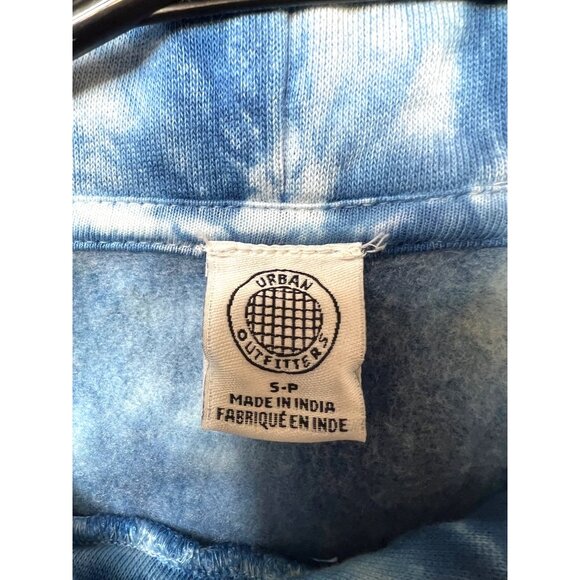 URBAN
OUTFITTERS
S-P
MADE IN INDIA
FABRIQUÉ EN INDE